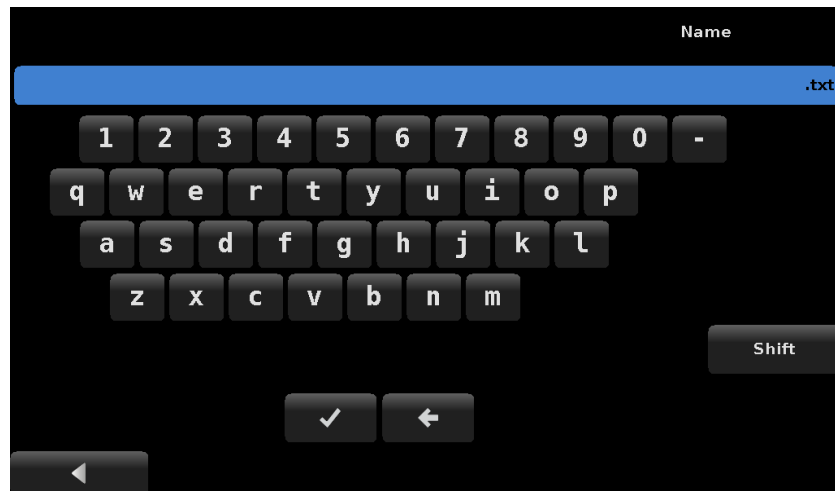 Name
.txt
1 2 3 4 5 6 7 8 9 0 -
q w e r t y u i o p
a s d f g h j k l
z x c v b n m
Shift